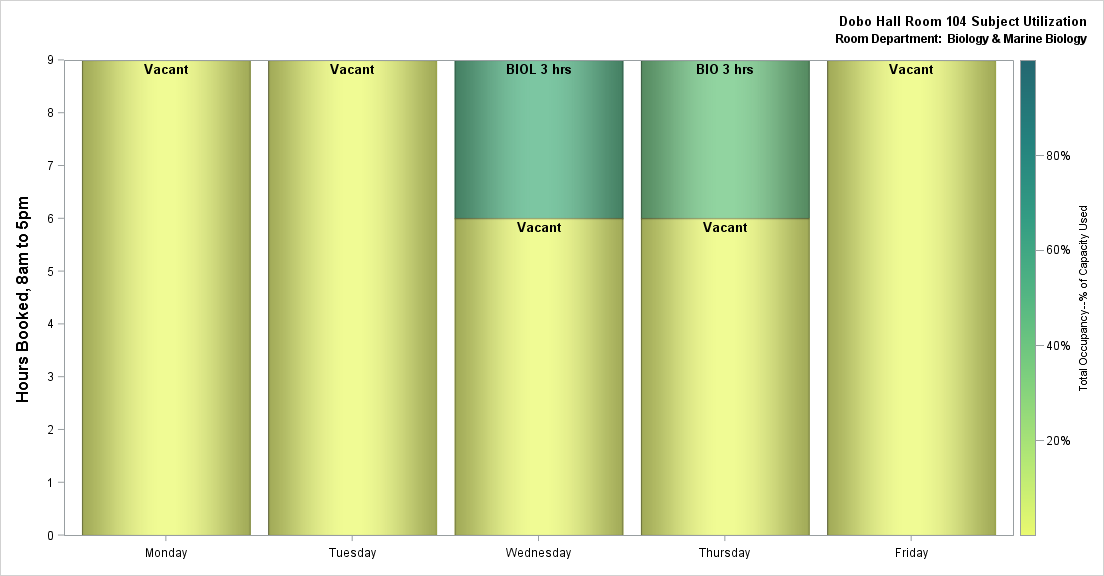 Dobo Hall Room 104 Subject Utilization
Room Department: Biology & Marine Biology
Hours Booked, 8am to 5pm
9
8
7
6
5
4
3
2
1
0
Vacant
Vacant
BIOL 3 hrs
Vacant
BIO 3 hrs
Vacant
Vacant
Monday
Tuesday
Wednesday
Thursday
Friday
80%
60%
40%
20%
Total Occupancy--% of Capacity Used